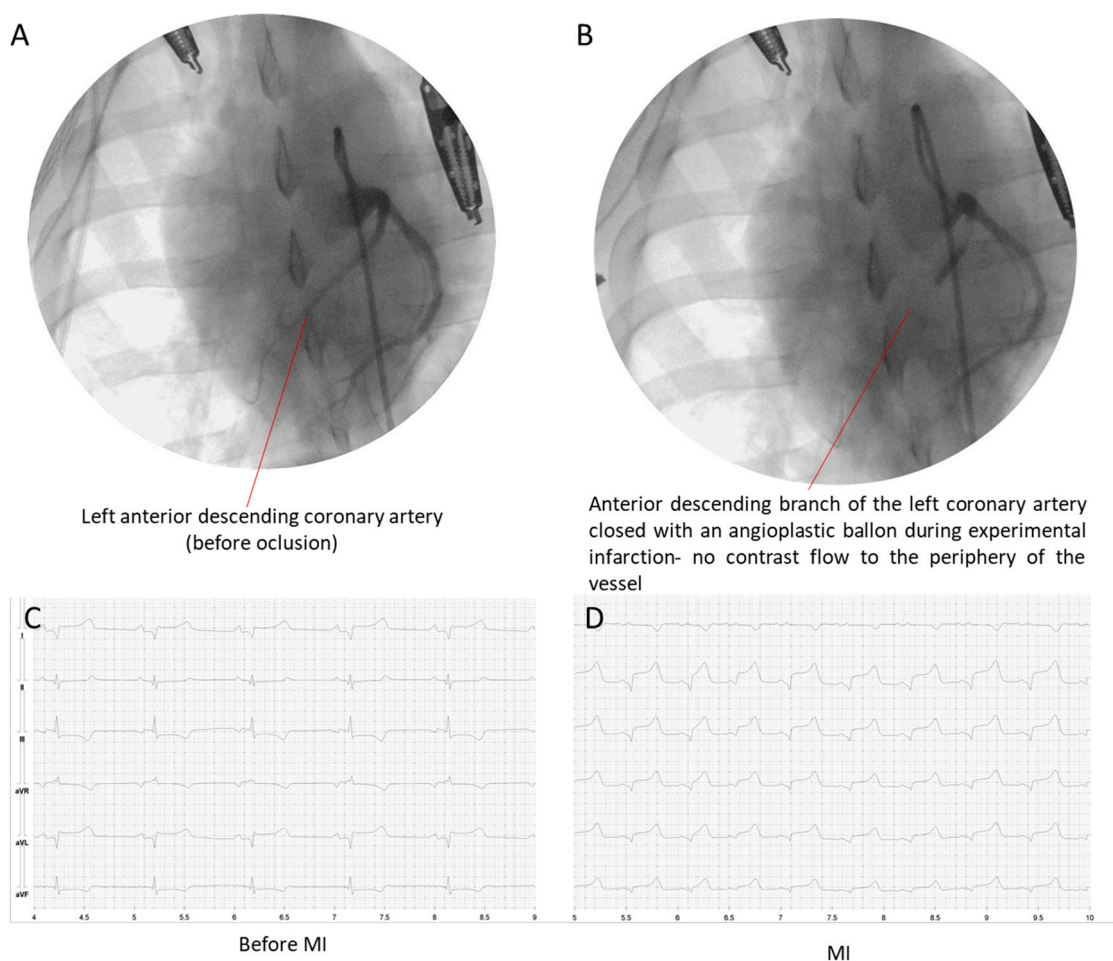 A
B
Left anterior descending coronary artery
(before oclusion)
Anterior descending branch of the left coronary artery
closed with an angioplastic ballon during experimental
infarction- no contrast flow to the periphery of the
vessel
C
D
I
II
III
aVR
aVL
aVF
4 4.5 5 5.5 6 6.5 7 7.5 8 8.5 9
5 5.5 6 6.5 7 7.5 8 8.5 9 9.5 10
Before MI
MI